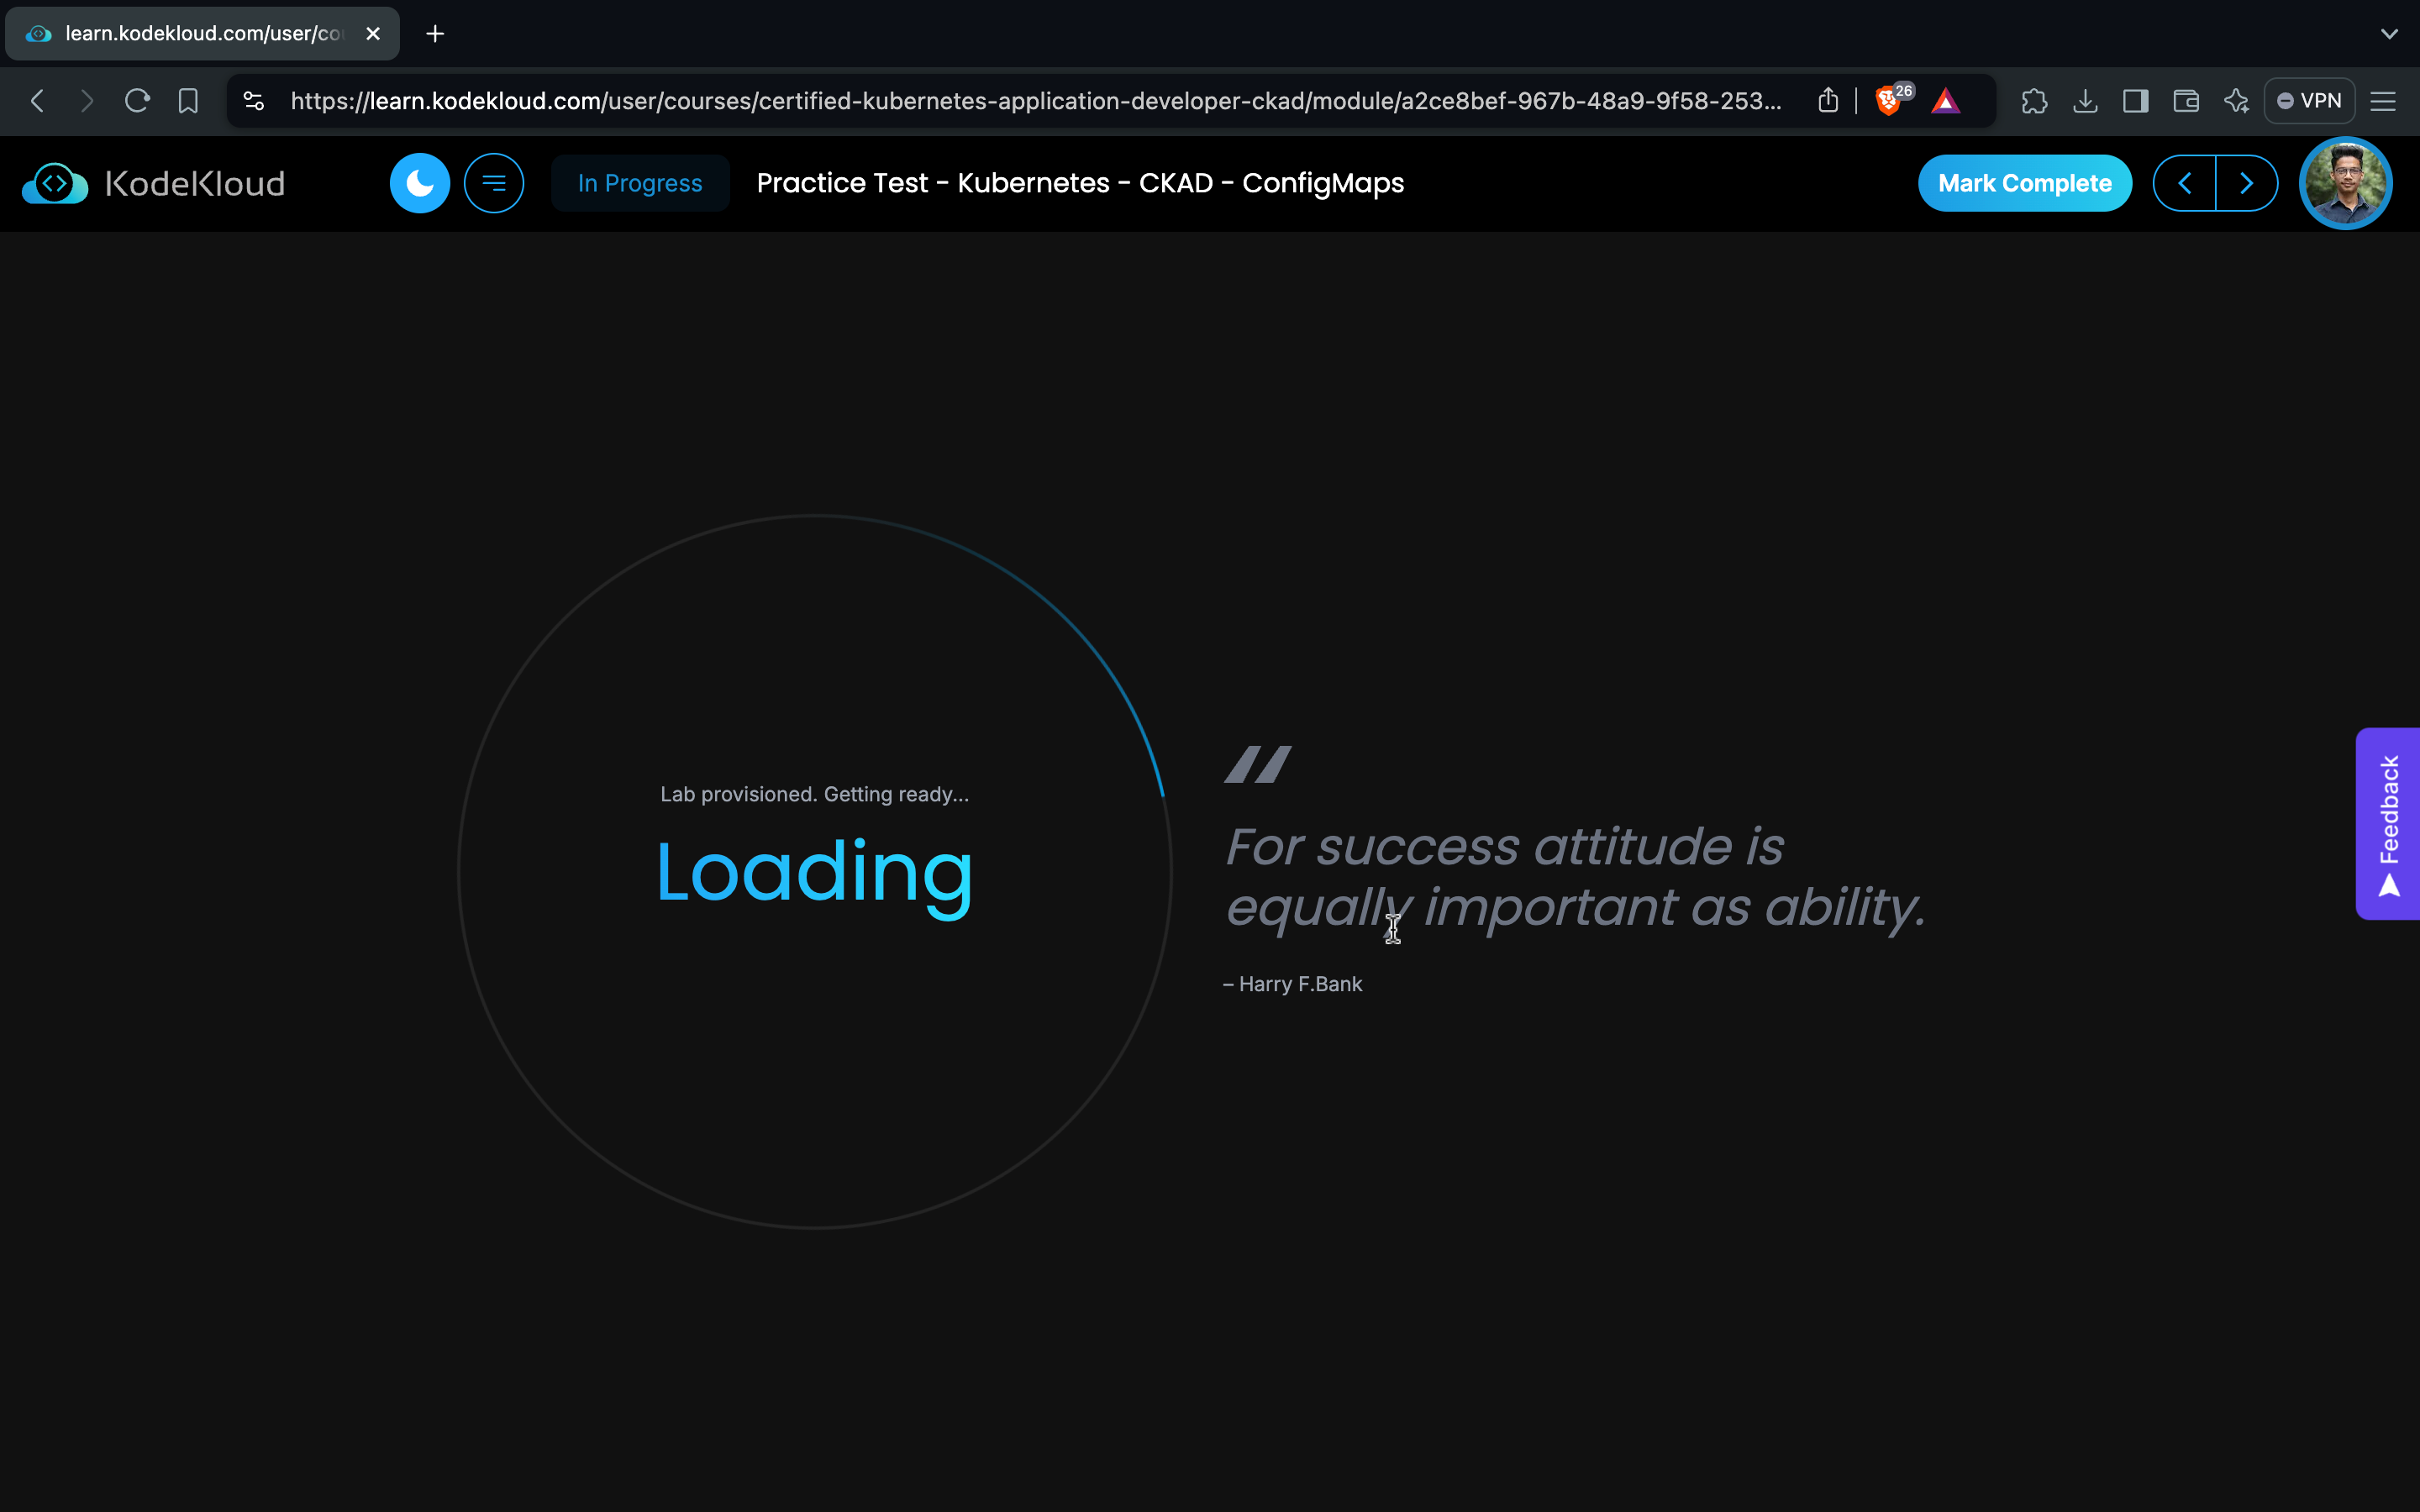 learn.kodekloud.com/user/co
https://learn.kodekloud.com/user/courses/certified-kubernetes-application-developer-ckad/module/a2ce8bef-967b-48a9-9f58-253...
26
VPN
KodeKloud
In Progress
Practice Test - Kubernetes - CKAD - ConfigMaps
Mark Complete
Lab provisioned. Getting ready...
Loading
For success attitude is
equally important as ability.
– Harry F.Bank
Feedback